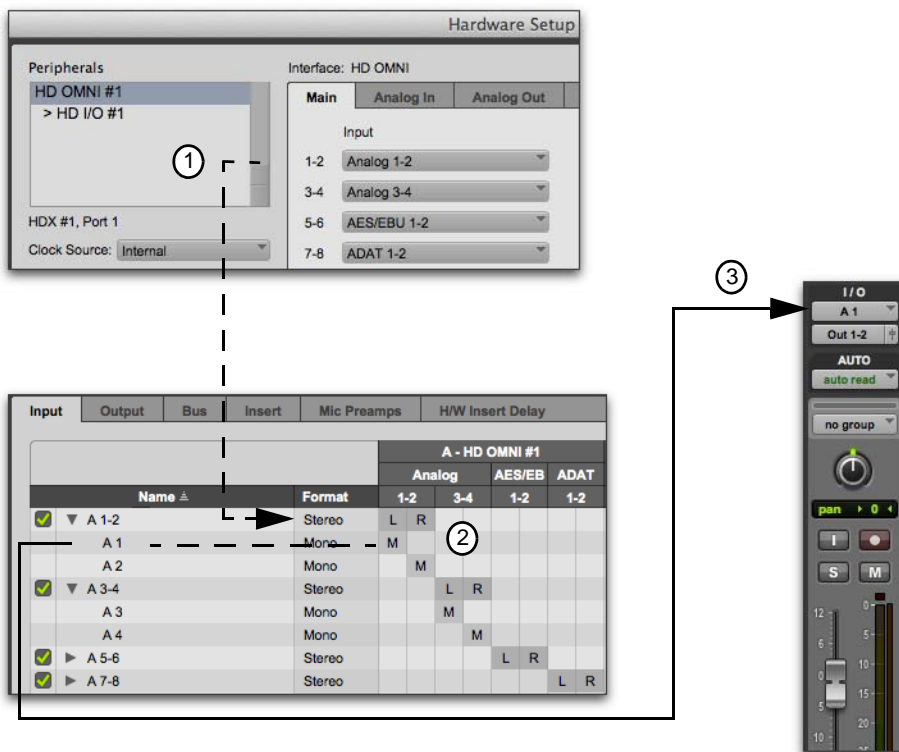 Hardware Setup
Peripherals
HD OMNI #1
> HD I/O #1
HDX #1, Port 1
Clock Source: Internal
Interface: HD OMNI
Main Analog In Analog Out
Input
1-2 Analog 1-2
3-4 Analog 3-4
5-6 AES/EBU 1-2
7-8 ADAT 1-2
1
Input Output Bus Insert Mic Preamps H/W Insert Delay
A - HD OMNI #1
Analog AES/EB ADAT
Name Format 1-2 3-4 1-2 1-2
A 1-2 Stereo L R
A 1 Mono M
2
A 2 Mono M
A 3-4 Stereo L R
A 3 Mono M
A 4 Mono M
A 5-6 Stereo L R
A 7-8 Stereo L R
3
I/O
A 1
Out 1-2
AUTO
auto read
no group
pan 0
I
S M
12 0
6 5
0 10
5 15
10 20